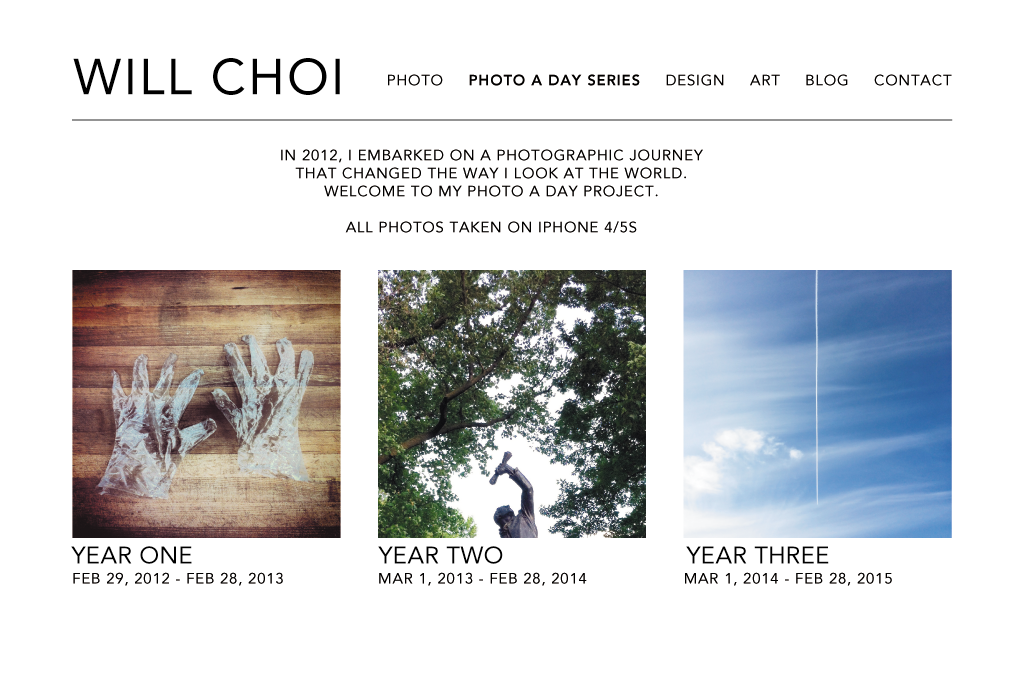 WILL CHOI
PHOTO PHOTO A DAY SERIES DESIGN ART BLOG CONTACT
IN 2012, I EMBARKED ON A PHOTOGRAPHIC JOURNEY
THAT CHANGED THE WAY I LOOK AT THE WORLD.
WELCOME TO MY PHOTO A DAY PROJECT.
ALL PHOTOS TAKEN ON IPHONE 4/5S
YEAR ONE
FEB 29, 2012 - FEB 28, 2013
YEAR TWO
MAR 1, 2013 - FEB 28, 2014
YEAR THREE
MAR 1, 2014 - FEB 28, 2015